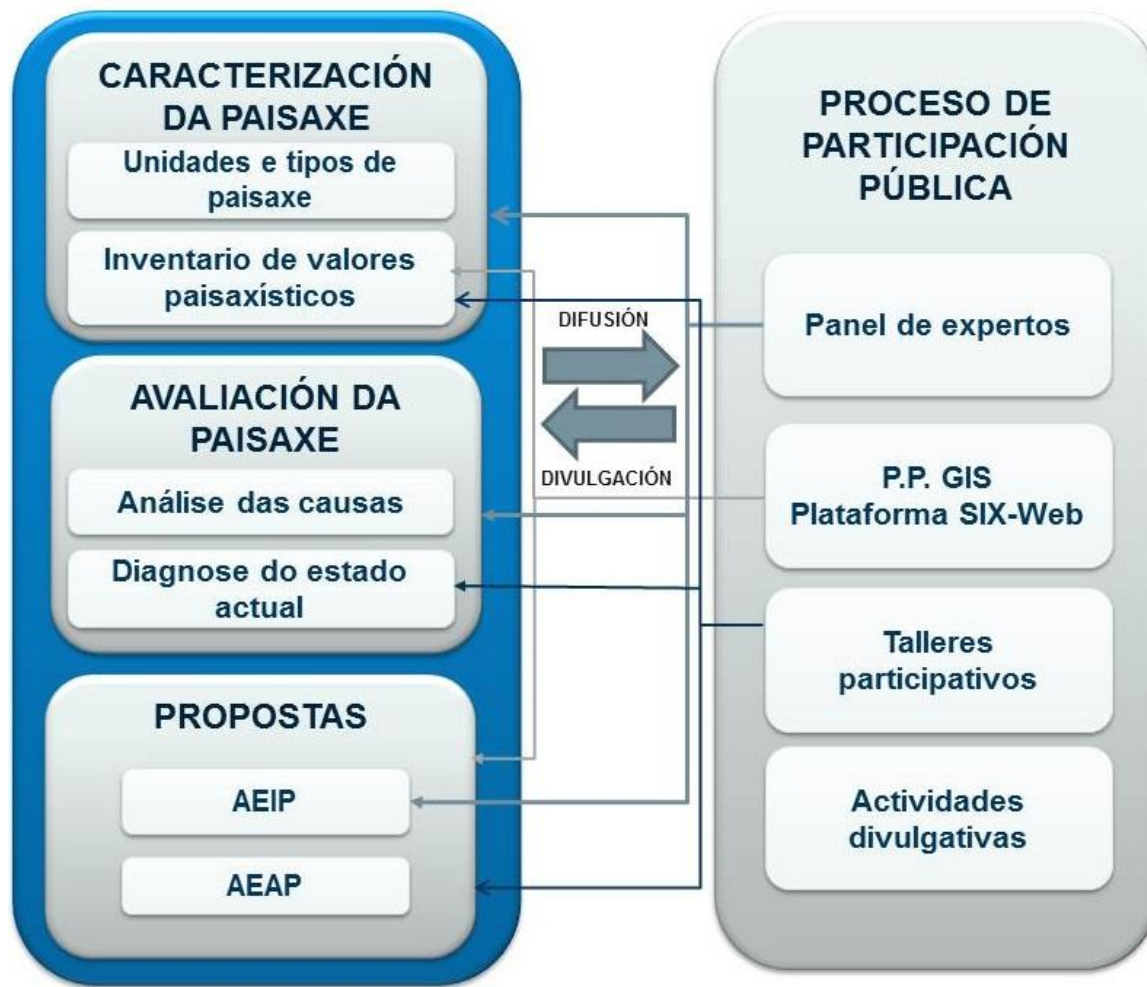 CARACTERIZACIÓN
DA PAISAXE
Unidades e tipos de
paisaxe
Inventario de valores
paisaxísticos
AVALIACIÓN DA
PAISAXE
Análise das causas
Diagnose do estado
actual
PROPOSTAS
AEIP
AEAP
DIFUSIÓN
DIVULGACIÓN
PROCESO DE
PARTICIPACIÓN
PÚBLICA
Panel de expertos
P.P. GIS
Plataforma SIX-Web
Talleres
participativos
Actividades
divulgativas